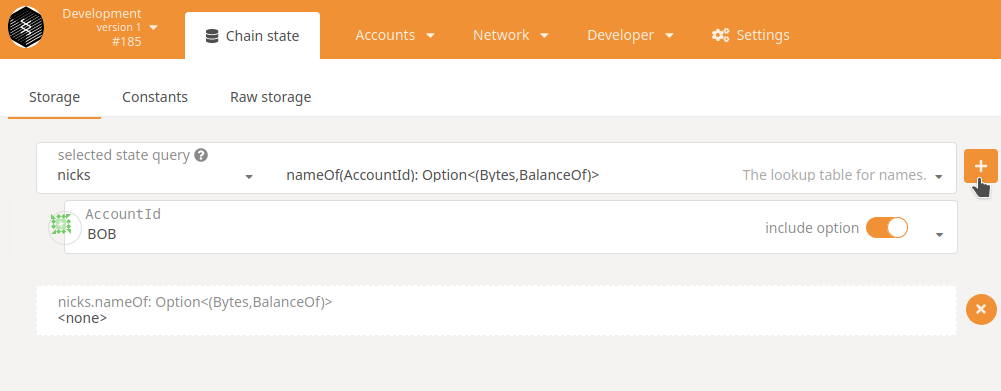 Development
version 1
#185
Chain state
Accounts
Network
Developer
Settings
Storage
Constants
Raw storage
selected state query ?
nicks
nameOf(AccountId): Option<(Bytes,BalanceOf)>
The lookup table for names.
AccountId
BOB
include option
nicks.nameOf: Option<(Bytes,BalanceOf)>
<none>